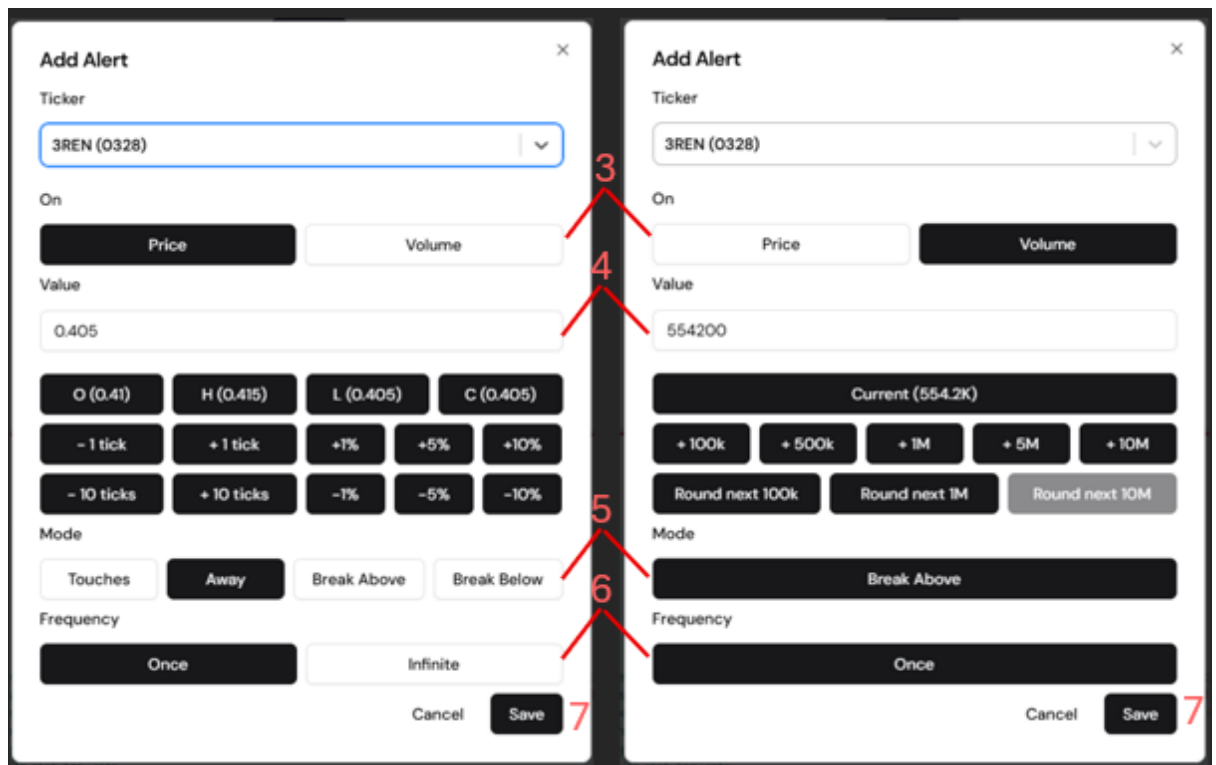 Add Alert
×
Ticker
3REN (0328)
On
Price Volume
Value
0.405
O (0.41) H (0.415) L (0.405) C (0.405)
- 1 tick + 1 tick +1% +5% +10%
- 10 ticks + 10 ticks -1% -5% -10%
Mode
Touches Away Break Above Break Below
Frequency
Once Infinite
Cancel Save
7
3
4
5
6
Add Alert
×
Ticker
3REN (0328)
On
Price Volume
Value
554200
Current (554.2K)
+ 100k + 500k + 1M + 5M + 10M
Round next 100k Round next 1M Round next 10M
Mode
Break Above
Frequency
Once
Cancel Save
7